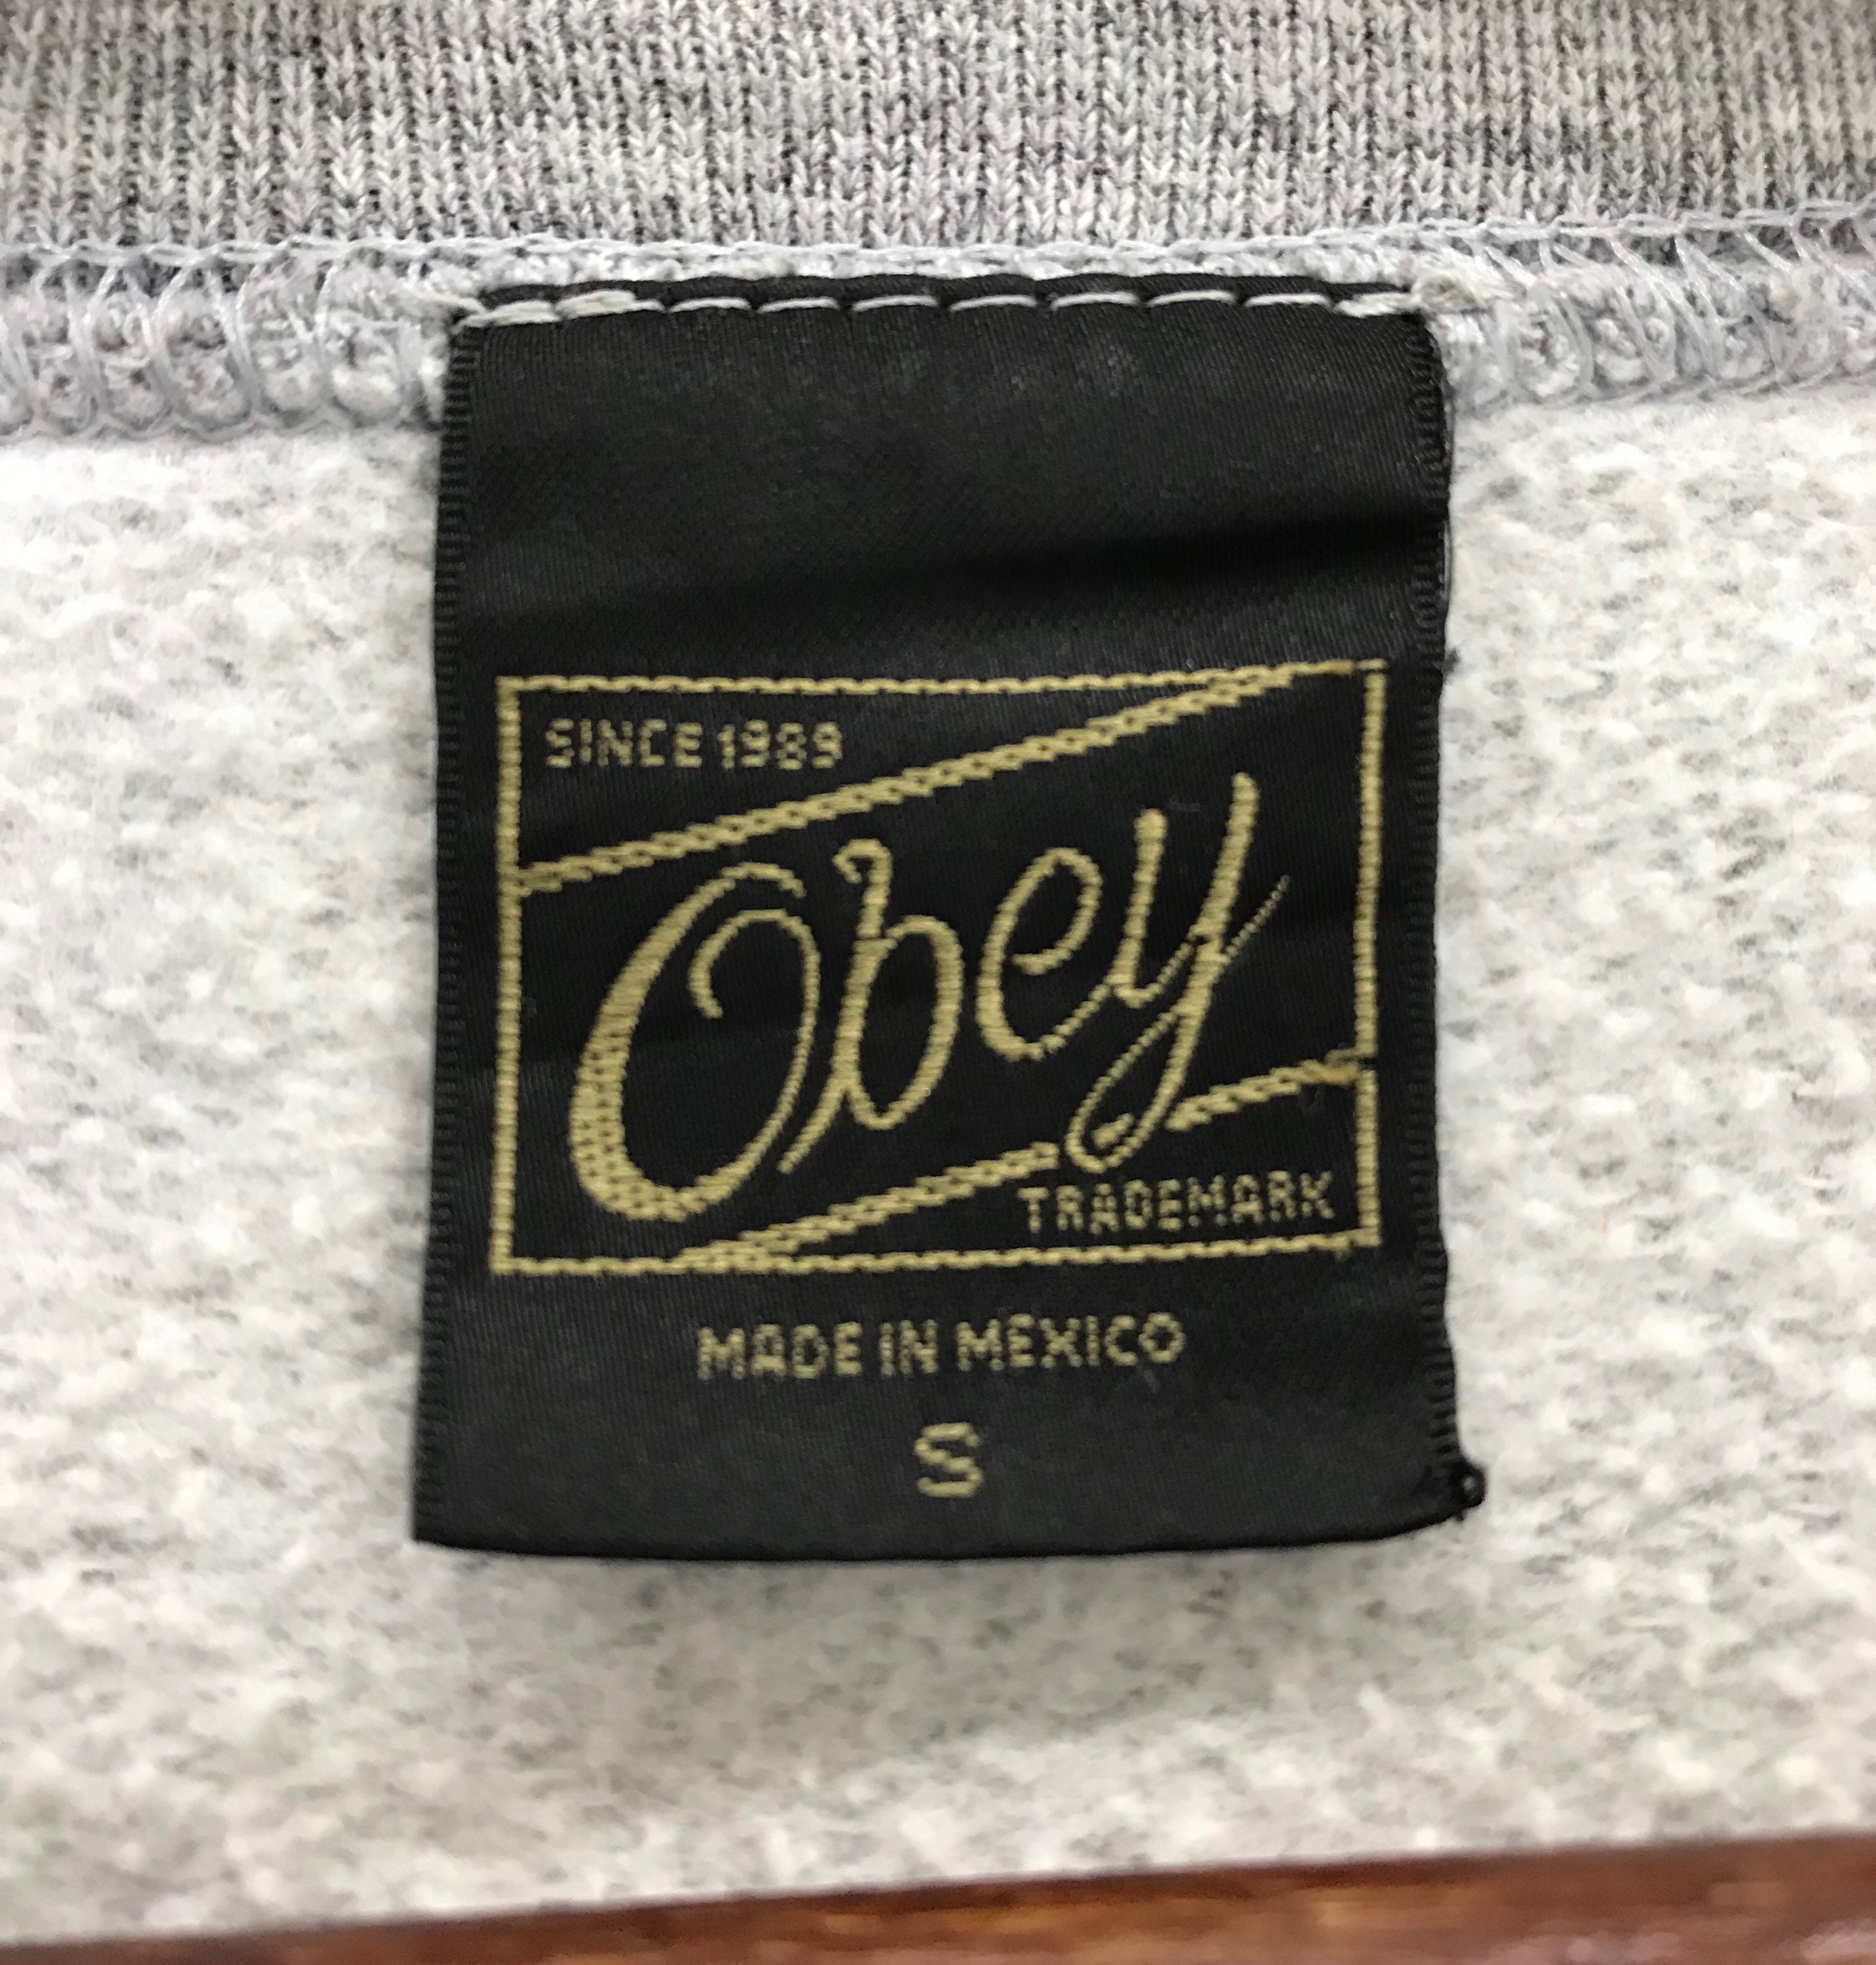 SINCE 1989
Obey
TRADEMARK
MADE IN MEXICO
S